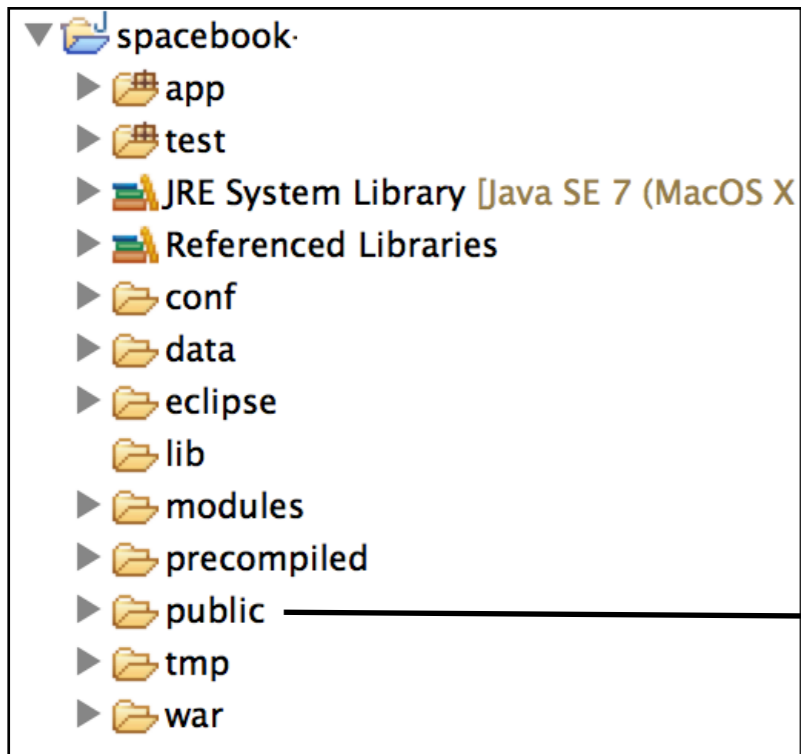 spacebook-
app
test
JRE System Library [Java SE 7 (MacOS X
Referenced Libraries
conf
data
eclipse
lib
modules
precompiled
public
tmp
war